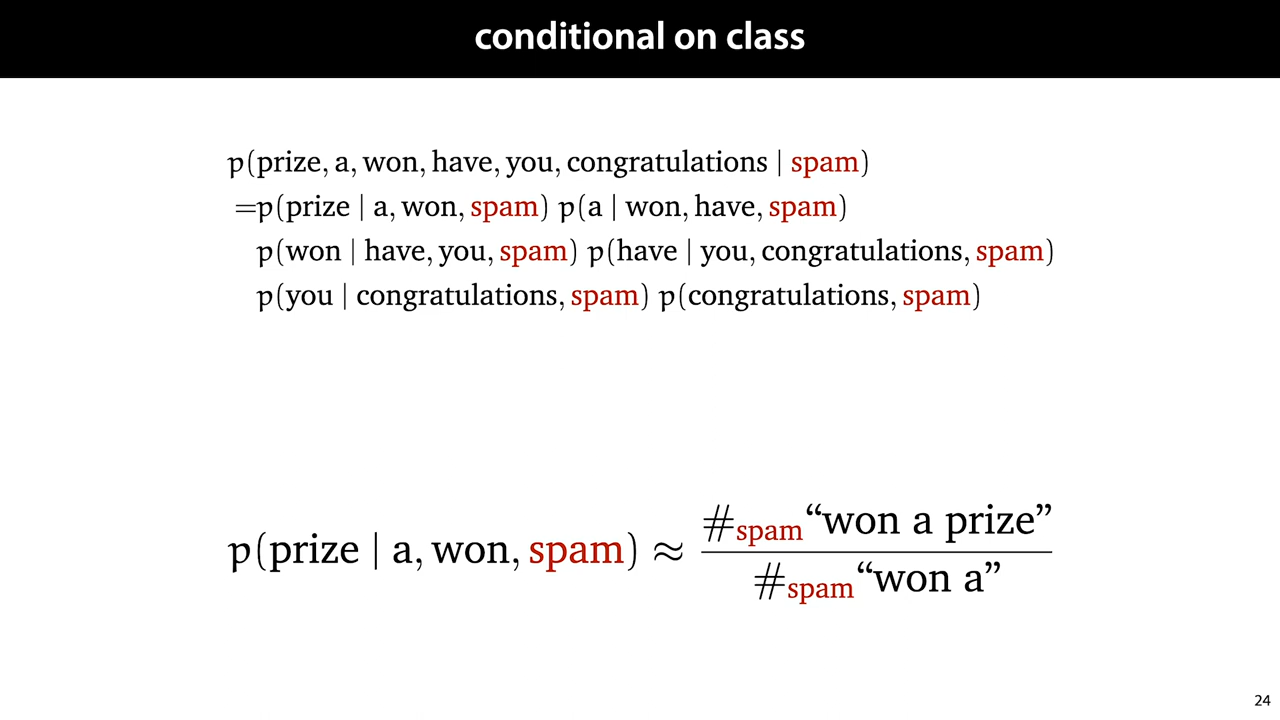 conditional on class
p(prize, a, won, have, you, congratulations | spam)
=p(prize | a, won, spam) p(a | won, have, spam)
p(won | have, you, spam) p(have | you, congratulations, spam)
p(you | congratulations, spam) p(congratulations, spam)
#spam“won a prize”
p(prize | a, won, spam) ≈
#spam“won a”
24